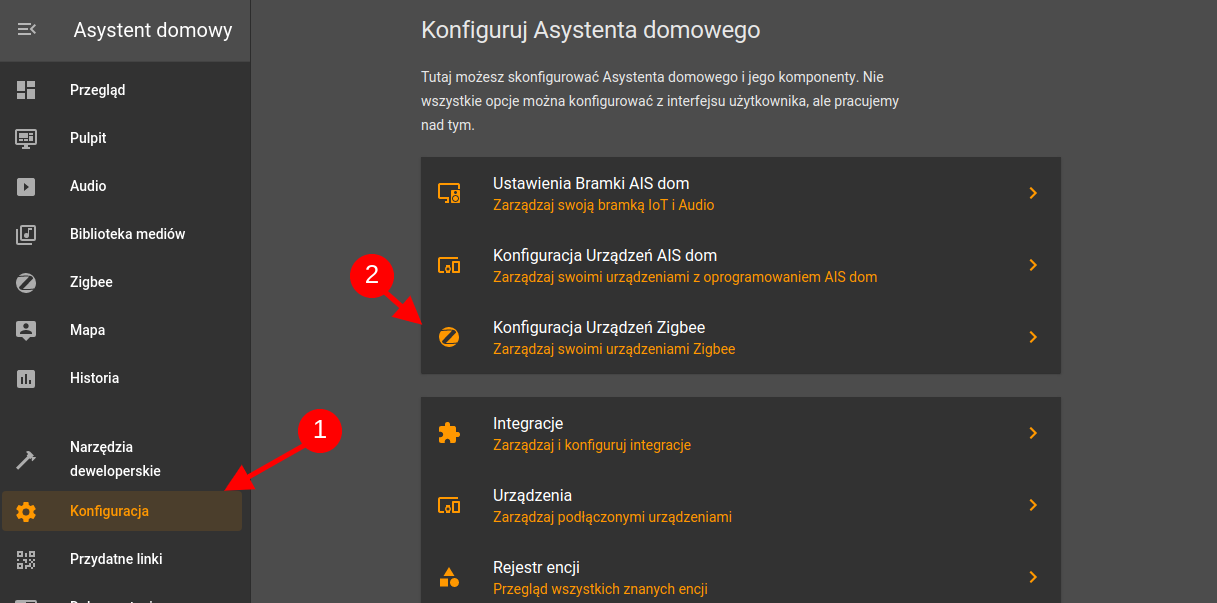 Asystent domowy
Przegląd
Pulpit
Audio
Biblioteka mediów
Zigbee
Mapa
Historia
Narzędzia
deweloperskie
1
Konfiguracja
Przydatne linki
Konfiguruj Asystenta domowego
Tutaj możesz skonfigurować Asystenta domowego i jego komponenty. Nie
wszystkie opcje można konfigurować z interfejsu użytkownika, ale pracujemy
nad tym.
Ustawienia Bramki AIS dom
Zarządzaj swoją bramką IoT i Audio
Konfiguracja Urządzeń AIS dom
Zarządzaj swoimi urządzeniami z oprogramowaniem AIS dom
2
Konfiguracja Urządzeń Zigbee
Zarządzaj swoimi urządzeniami Zigbee
Integracje
Zarządzaj i konfiguruj integracje
Urządzenia
Zarządzaj podłączonymi urządzeniami
Rejestr encji
Przegląd wszystkich znanych encji